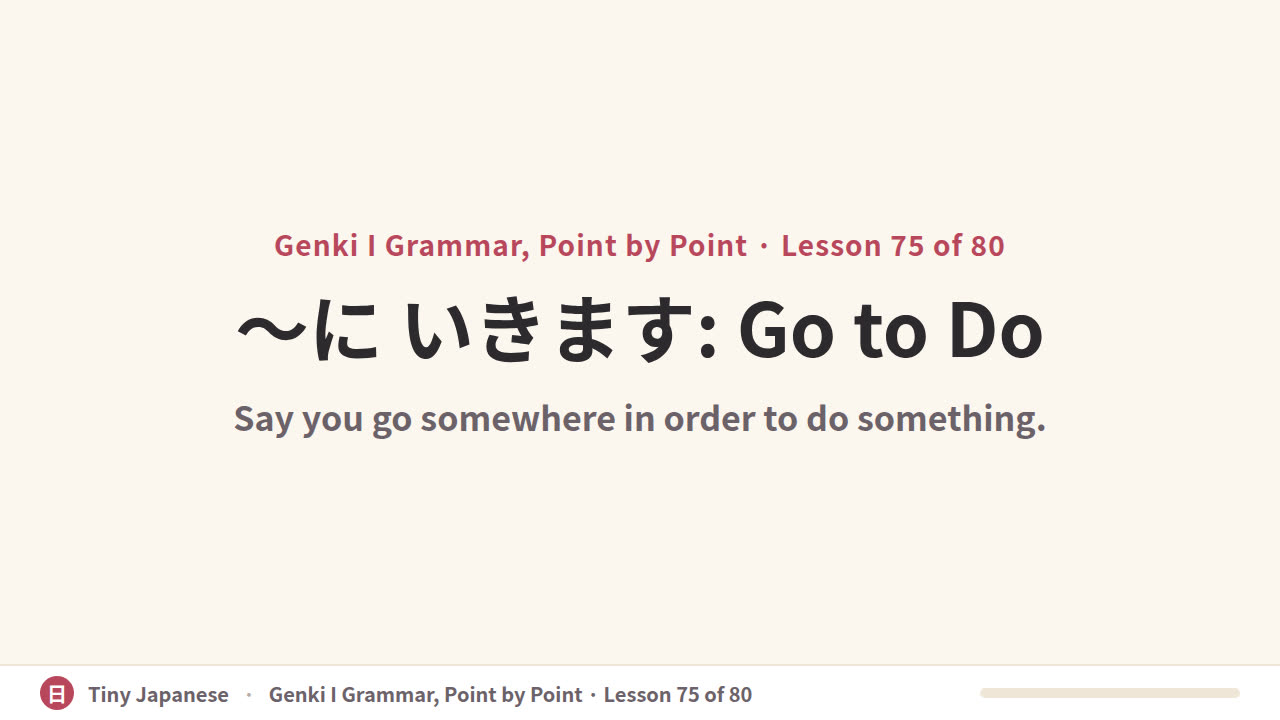 Genki I Grammar, Point by Point · Lesson 75 of 80
〜に いきます: Go to Do
Say you go somewhere in order to do something.
日 Tiny Japanese · Genki I Grammar, Point by Point · Lesson 75 of 80